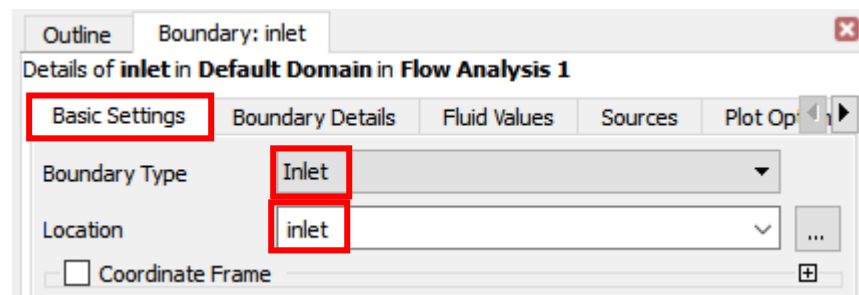 Outline Boundary: inlet
Details of inlet in Default Domain in Flow Analysis 1
Basic Settings Boundary Details Fluid Values Sources Plot Op
Boundary Type Inlet
Location inlet ...
Coordinate Frame